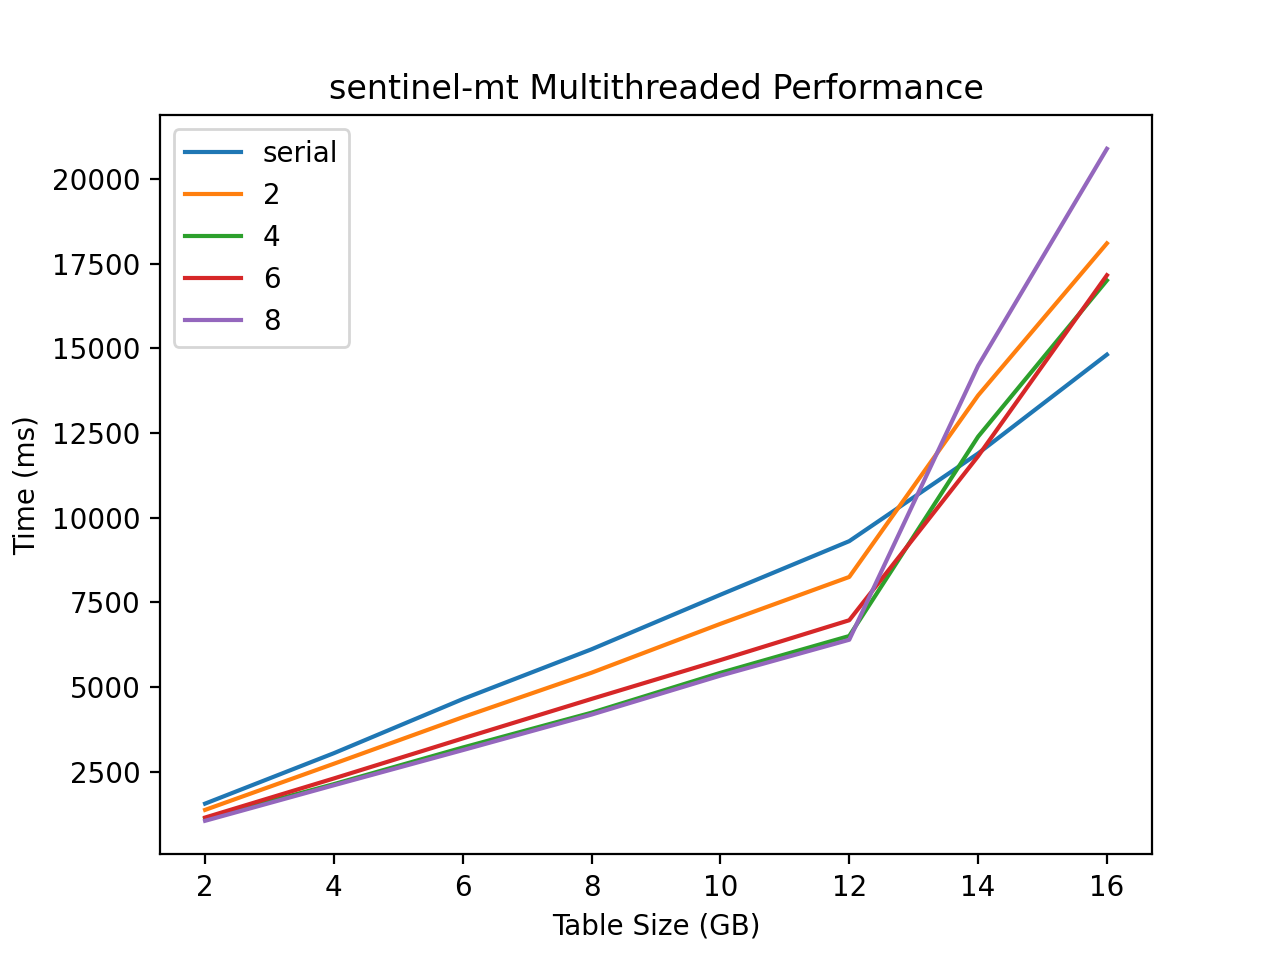 sentinel-mt Multithreaded Performance
serial
2
4
6
8
20000
17500
15000
12500
10000
7500
5000
2500
Time (ms)
2 4 6 8 10 12 14 16
Table Size (GB)